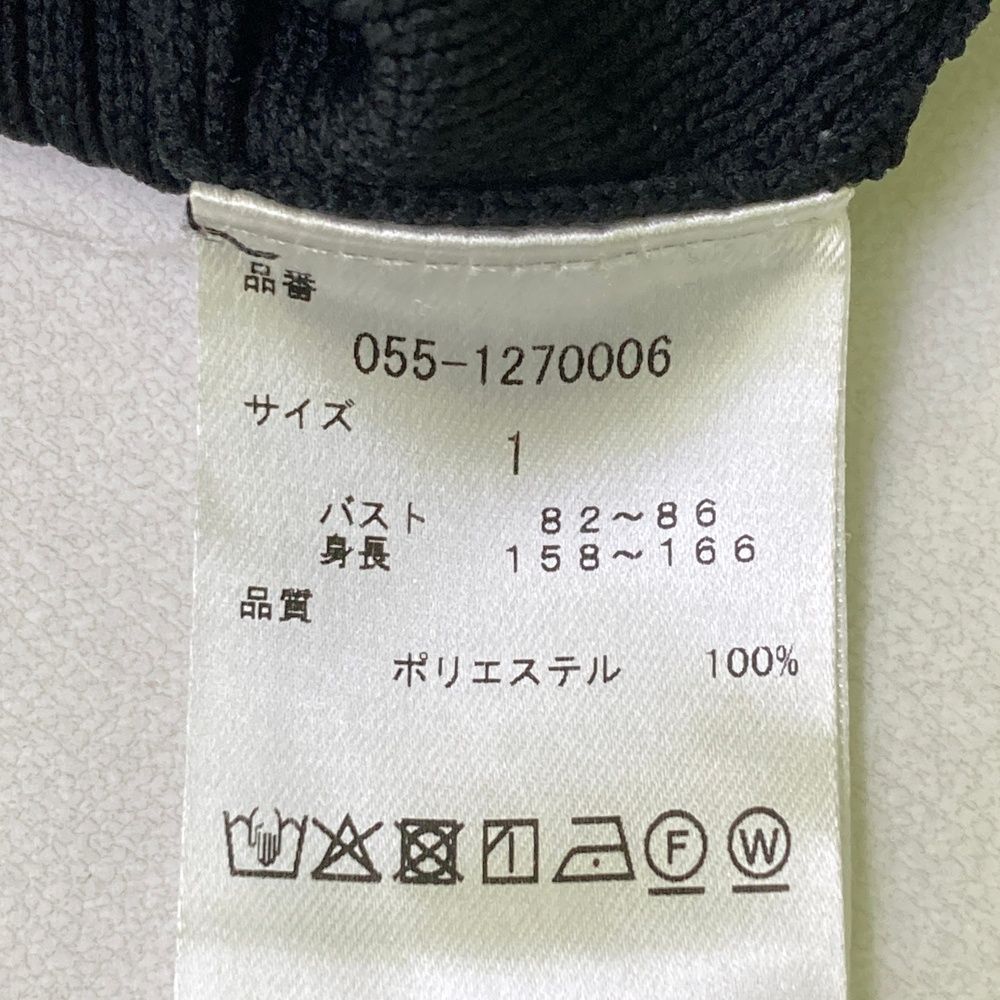 品番
055-1270006
サイズ
1
バスト 82～86
身長 158～166
品質
ポリエステル 100%
F W